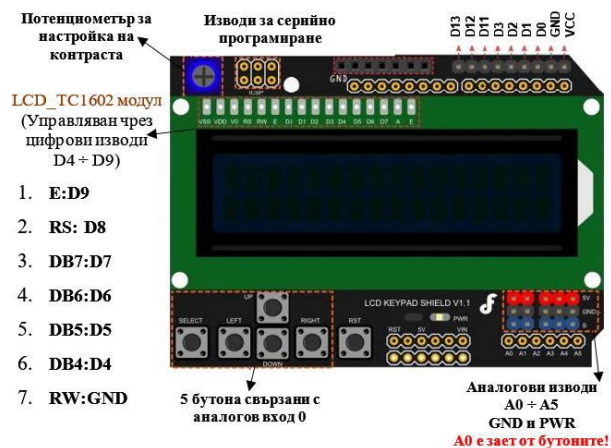 Потенциометър за
настройка на
контраста
Изводи за серийно
програмиране
D13
D12
D11
D3
D2
D1
D0
GND
VCC
LCD_TC1602 модул
(Управляван чрез
цифрови изводи
D4 ÷ D9)
1. E:D9
2. RS: D8
3. DB7:D7
4. DB6:D6
5. DB5:D5
6. DB4:D4
7. RW:GND
ICSP
GND
VSS VDD V0 RS RW E D0 D1 D2 D3 D4 D5 D6 D7 A E
UP
SELECT LEFT RIGHT RST
DOWN
LCD KEYPAD SHIELD V1.1
PWR
RST 5V VIN
5V
GND
S
A0 A1 A2 A3 A4 A5
5 бутона свързани с
аналогов вход 0
Аналогови изводи
A0 ÷ A5
GND и PWR
A0 е зает от бутоните!